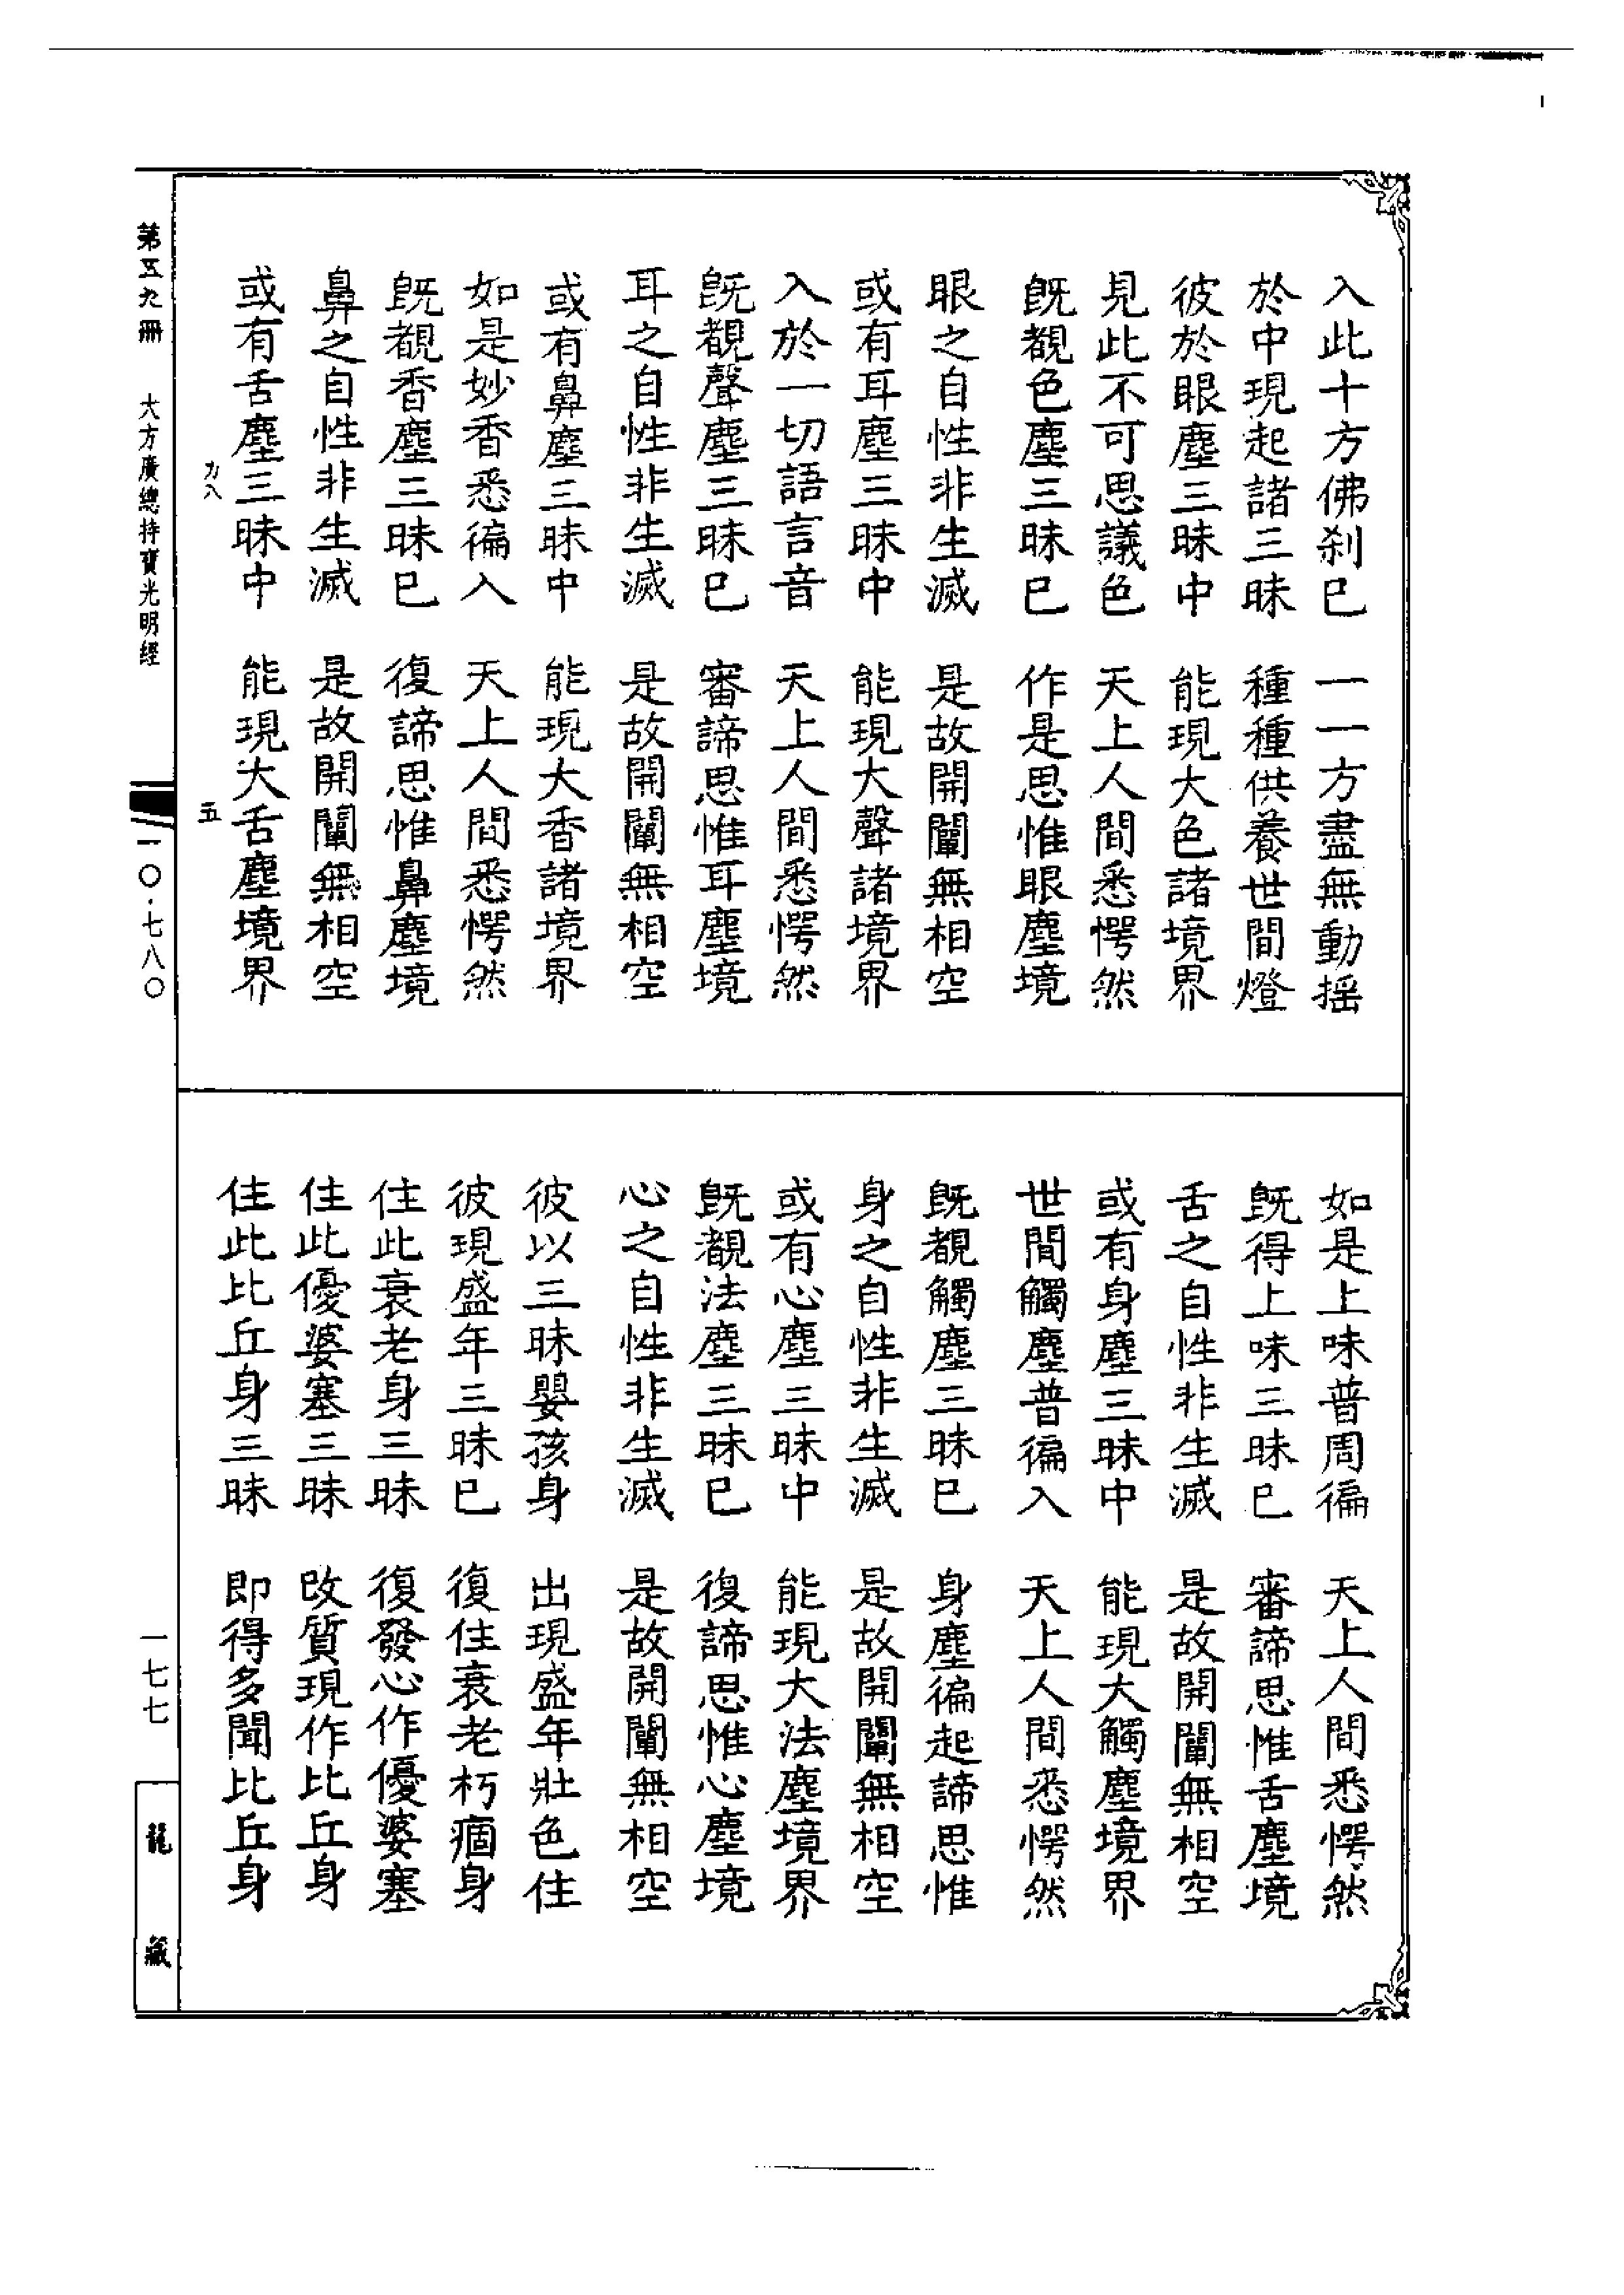 入此十方佛刹已　一一方盡無動搖
於中現起諸三昧　種種供養世間燈
彼於眼塵三昧中　能現大色諸境界
見此不可思議色　天上人間悉愕然
旣覩色塵三昧已　作是思惟眼塵境
眼之自性非生滅　是故開闡無相空
或有耳塵三昧中　能現大聲諸境界
入於一切語言音　天上人間悉愕然
旣覩聲塵三昧已　審諦思惟耳塵境
耳之自性非生滅　是故開闡無相空
或有鼻塵三昧中　能現大香諸境界
如是妙香悉徧入　天上人間悉愕然
旣覩香塵三昧已　復諦思惟鼻塵境
鼻之自性非生滅　是故開闡無相空
或有舌塵三昧中　能現大舌塵境界
力八　五
如是上味普周徧　天上人間悉愕然
旣得上味三昧已　審諦思惟舌塵境
舌之自性非生滅　是故開闡無相空
或有身塵三昧中　能現大觸塵境界
世間觸塵普徧入　天上人間悉愕然
旣覩觸塵三昧已　身塵徧起諦思惟
身之自性非生滅　是故開闡無相空
或有心塵三昧中　能現大法塵境界
旣覩法塵三昧已　復諦思惟心塵境
心之自性非生滅　是故開闡無相空
彼以三昧嬰孩身　出現盛年壯色住
彼現盛年三昧已　復住衰老朽痼身
住此衰老身三昧　復發心作優婆塞
住此優婆塞三昧　改質現作比丘身
住此比丘身三昧　即得多聞比丘身
第五九冊　大方廣總持寶光明經　一〇·七八〇　一七七　龍藏